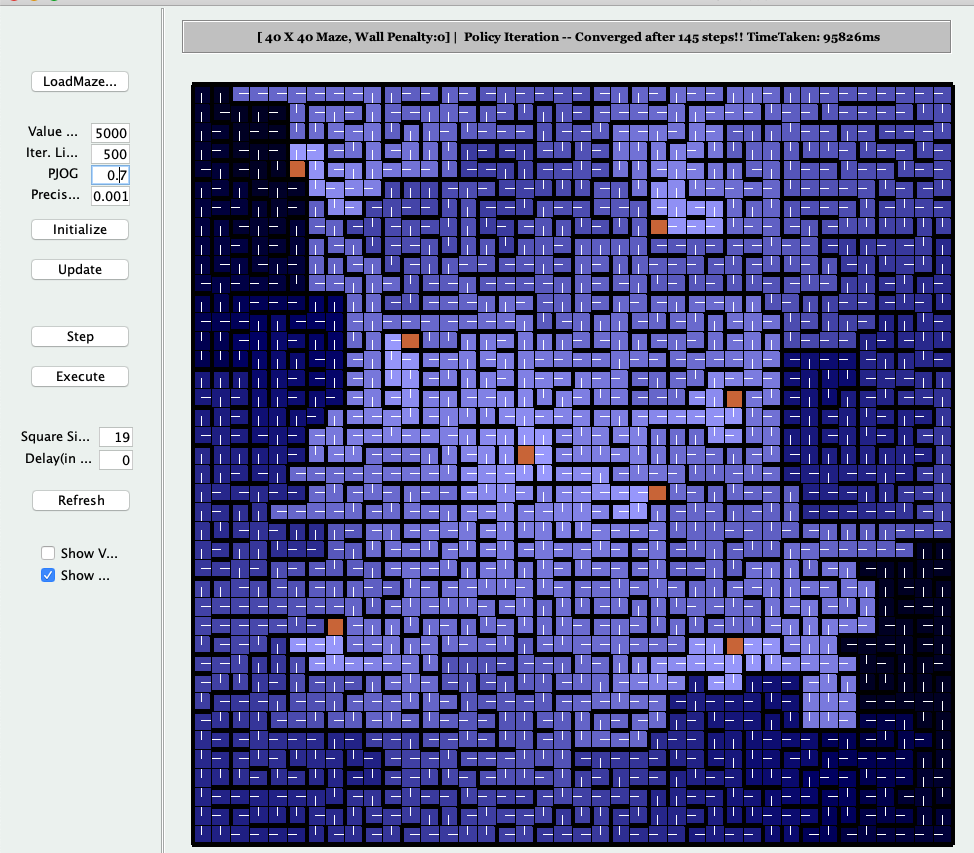 [ 40 X 40 Maze, Wall Penalty:0] | Policy Iteration -- Converged after 145 steps!! TimeTaken: 95826ms
LoadMaze...
Value ... 5000
Iter. Li... 500
PJOG 0.7
Precis... 0.001
Initialize
Update
Step
Execute
Square Si... 19
Delay(in ... 0
Refresh
Show V...
Show ...